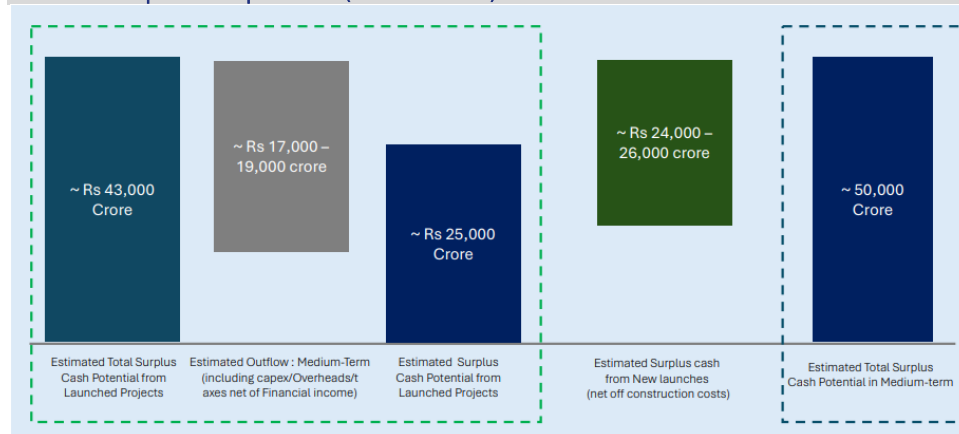 ~ Rs 43,000
Crore
~ Rs 17,000 –
19,000 crore
~ Rs 25,000
Crore
~ Rs 24,000 –
26,000 crore
~ 50,000
Crore
Estimated Total Surplus
Cash Potential from
Launched Projects
Estimated Outflow : Medium-Term
(including capex/Overheads/t
axes net of Financial income)
Estimated Surplus
Cash Potential from
Launched Projects
Estimated Surplus cash
from New launches
(net off construction costs)
Estimated Total Surplus
Cash Potential in Medium-term